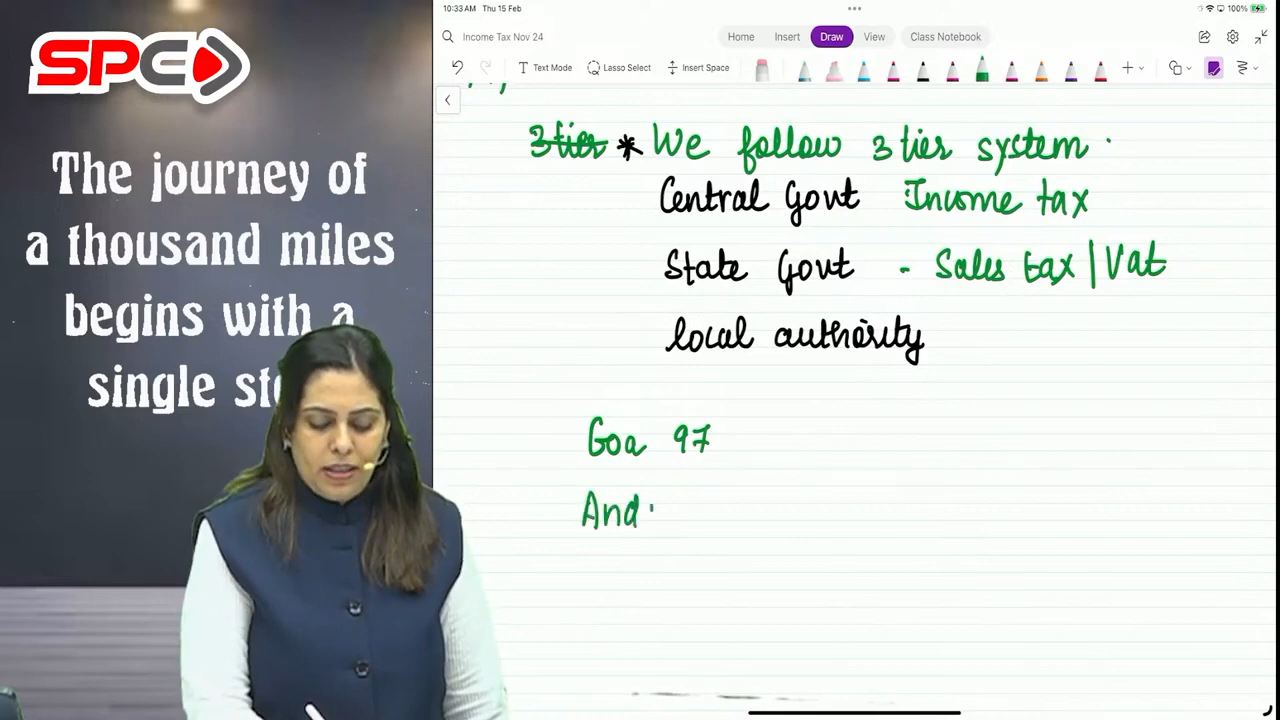 10:33 AM Thu 15 Feb
100%
SPED
Income Tax Nov 24
Home Insert Draw View Class Notebook
Text Mode Lasso Select Insert Space
The journey of
a thousand miles
begins with a
single
3 tier * We follow 3 tier system.
Central Govt Income tax
State Govt - Sales tax | Vat
local authority
Goa 97
And